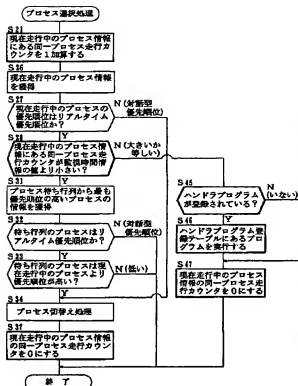 プロセス選択処理
S21
現在走行中のプロセス情報
にある同一プロセス走行カ
ウンタを1加算する
S26
現在走行中のプロセス情報
を獲得
S27
現在走行中のプロセスの
優先順位はリアルタイム
優先順位か?
N(対話型
優先順位)
Y
S28
現在走行中のプロセス情報
にある同一プロセス走行カ
ウンタが監視時間情
報の値より小さい?
N(大きいか
等しい)
Y
S31
プロセス待ち行列から最も
優先順位の高いプロセス
の情報を獲得
S32
待ち行列のプロセスはリ
アルタイム優先順位か?
N(対話型
優先順位)
Y
S33
待ち行列のプロセスは現
在走行中のプロセスより
優先順位が高い?
N(低い)
Y
S34
プロセス切替え処理
S37
現在走行中のプロセス情報
の同一プロセス走行カウン
タを0にする
S45
ハンドラプログラム
が登録されている?
N
(いない)
Y
S46
ハンドラプログラム登
録テーブルにあるプロ
グラムを実行する
S47
現在走行中のプロセス
情報の同一プロセス走
行カウンタを0にする
終了